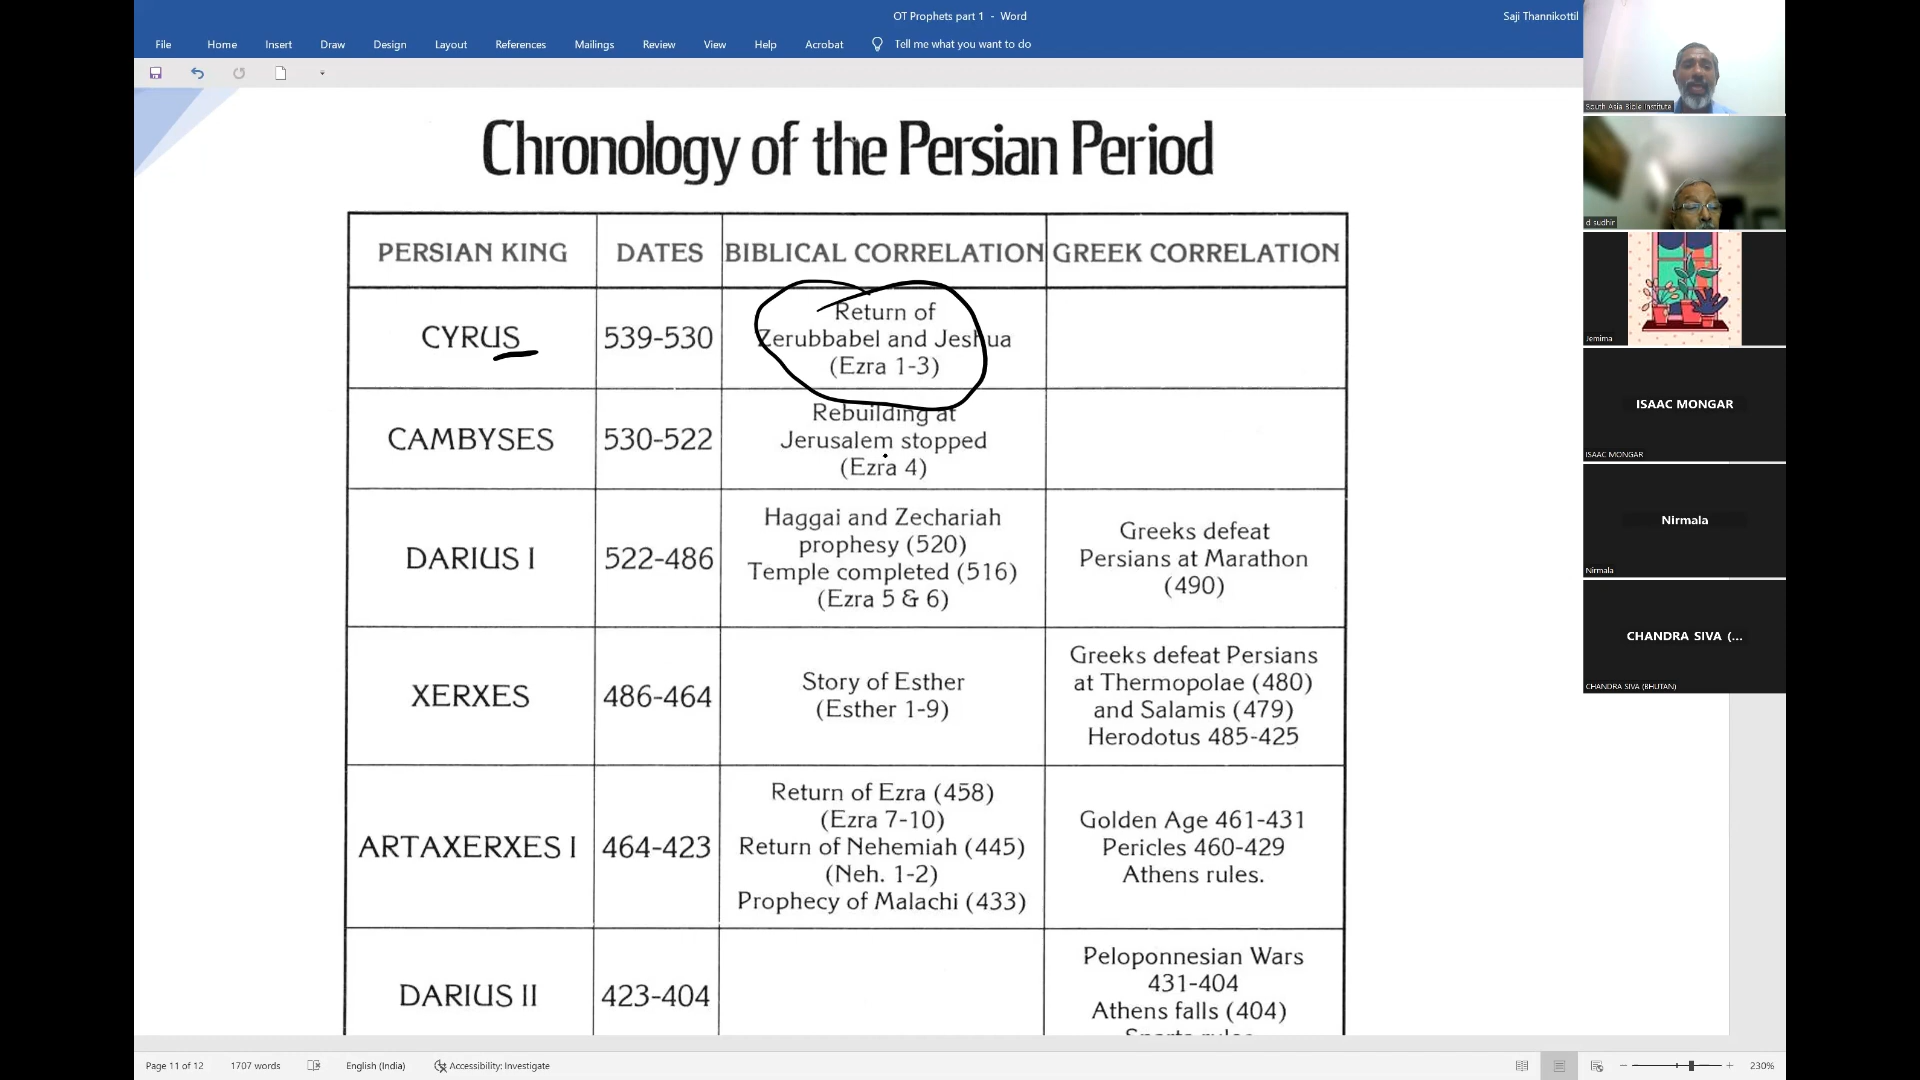 OT Prophets part 1 - Word
Saji Thannikottil
File Home Insert Draw Design Layout References Mailings Review View Help Acrobat Tell me what you want to do
Chronology of the Persian Period
PERSIAN KING DATES BIBLICAL CORRELATION GREEK CORRELATION
CYRUS 539-530
Return of
Zerubbabel and Jeshua
(Ezra 1-3)
CAMBYSES 530-522
Rebuilding at
Jerusalem stopped
(Ezra 4)
DARIUS I 522-486
Haggai and Zechariah
prophesy (520)
Temple completed (516)
(Ezra 5 & 6)
Greeks defeat
Persians at Marathon
(490)
XERXES 486-464
Story of Esther
(Esther 1-9)
Greeks defeat Persians
at Thermopolae (480)
and Salamis (479)
Herodotus 485-425
ARTAXERXES I 464-423
Return of Ezra (458)
(Ezra 7-10)
Return of Nehemiah (445)
(Neh. 1-2)
Prophecy of Malachi (433)
Golden Age 461-431
Pericles 460-429
Athens rules.
DARIUS II 423-404
Peloponnesian Wars
431-404
Athens falls (404)
South Asia Bible Institute
d sudhir
Jemima
ISAAC MONGAR
ISAAC MONGAR
Nirmala
Nirmala
CHANDRA SIVA (...
CHANDRA SIVA (BHUTAN)
Page 11 of 12 1707 words English (India) Accessibility: Investigate 230%